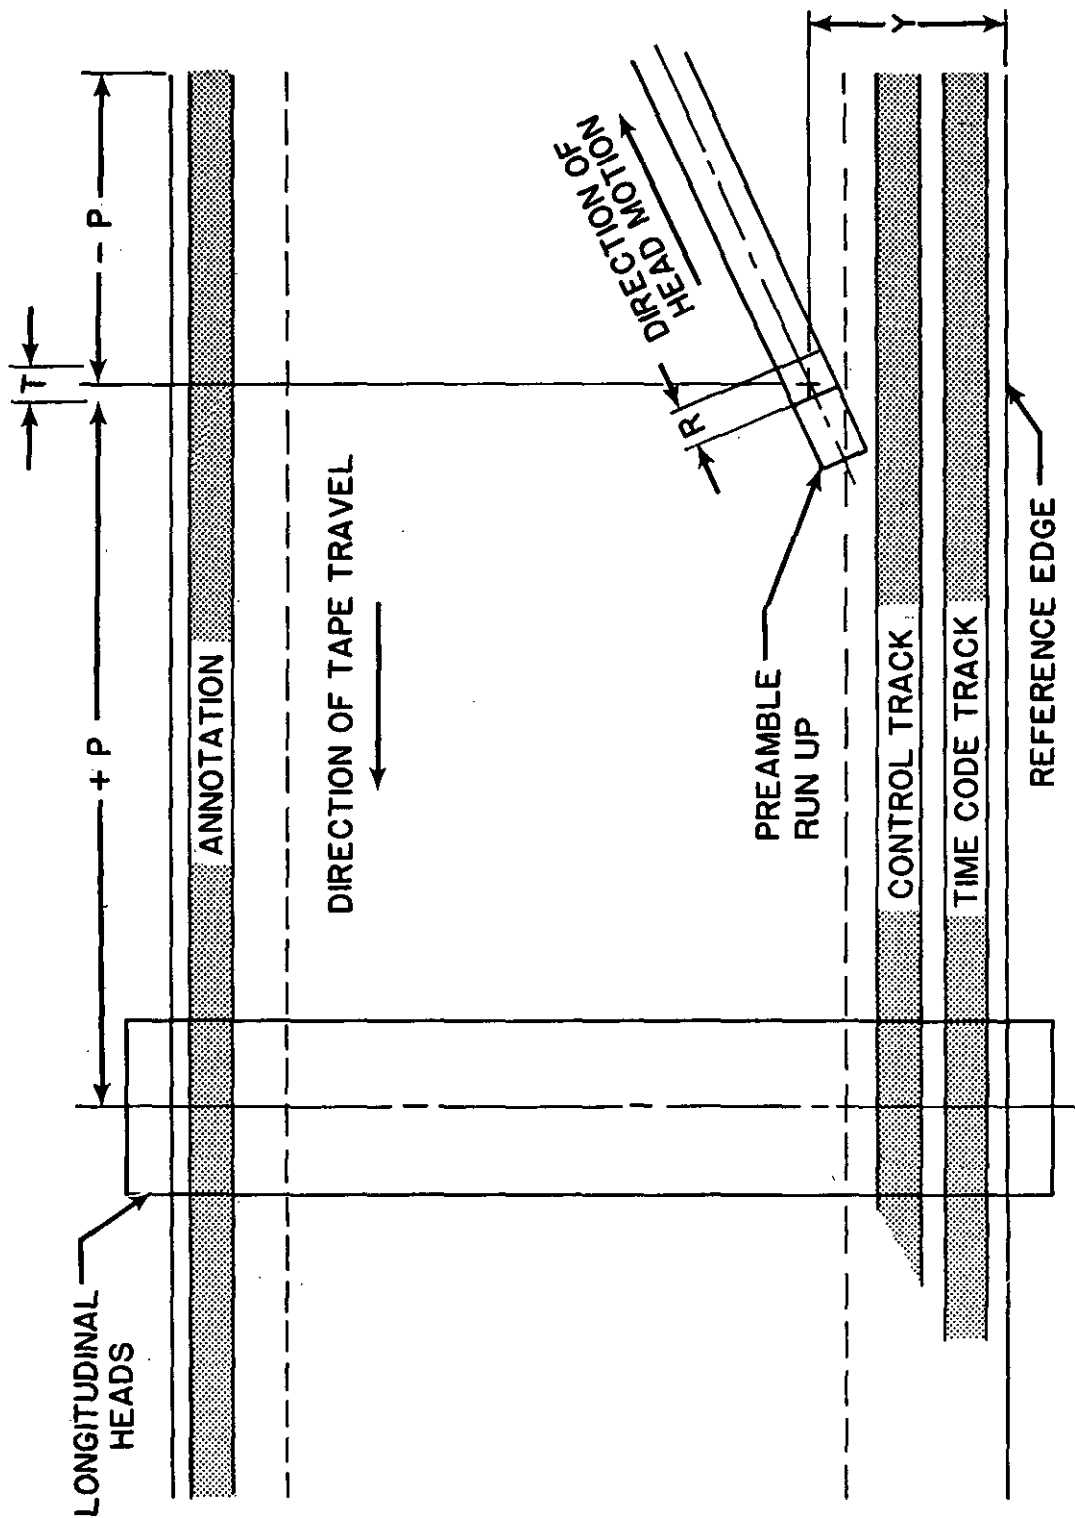 T
+ P
- P
LONGITUDINAL
HEADS
ANNOTATION
DIRECTION OF TAPE TRAVEL
DIRECTION OF
HEAD MOTION
R
Y
PREAMBLE
RUN UP
CONTROL TRACK
TIME CODE TRACK
REFERENCE EDGE